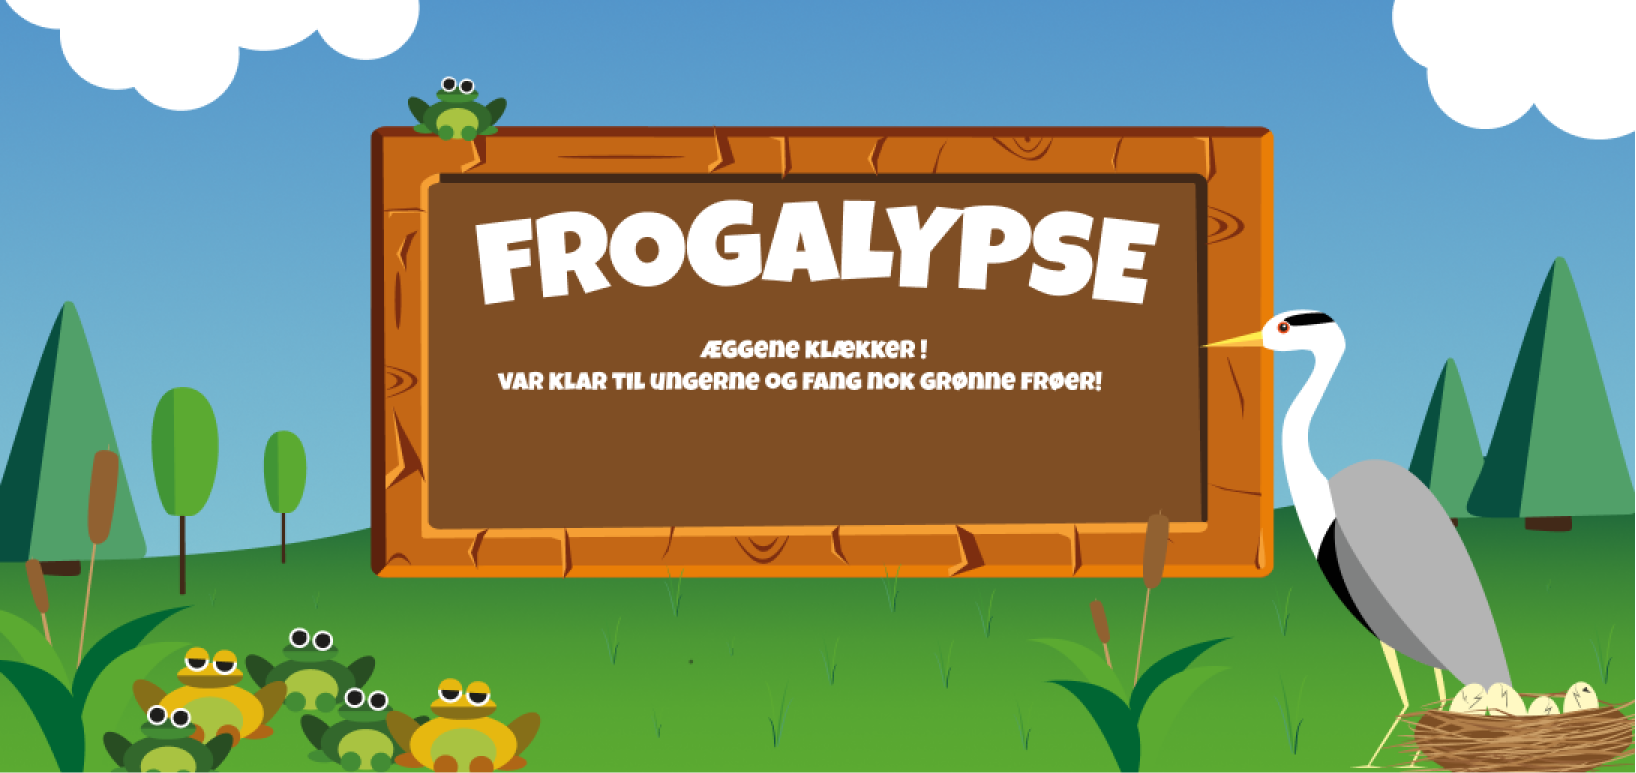 FROGALYPSE
ÆGGENE KLÆKKER !
VAR KLAR TIL UNGERNE OG FANG NOK GRØNNE FRØER!